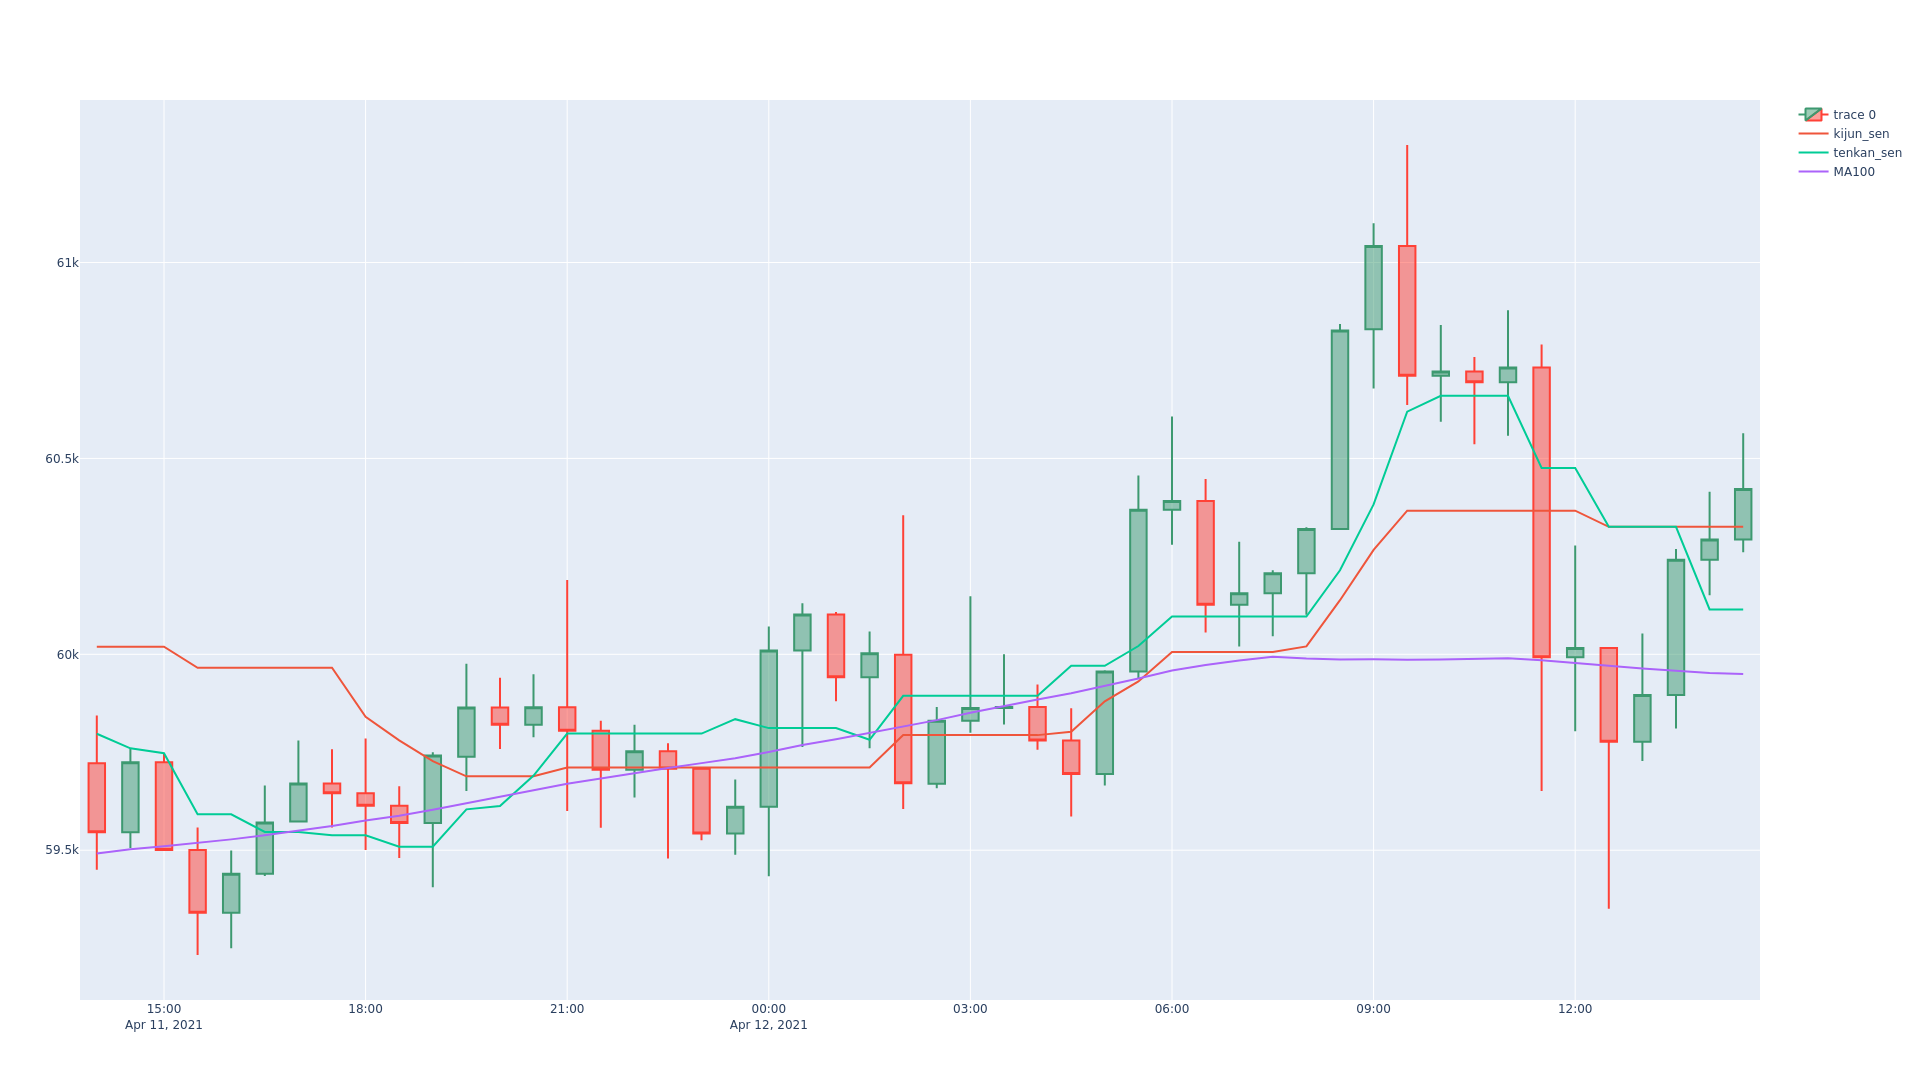 trace 0
kijun_sen
tenkan_sen
MA100
61k
60.5k
60k
59.5k
15:00 18:00 21:00 00:00 03:00 06:00 09:00 12:00
Apr 11, 2021 Apr 12, 2021